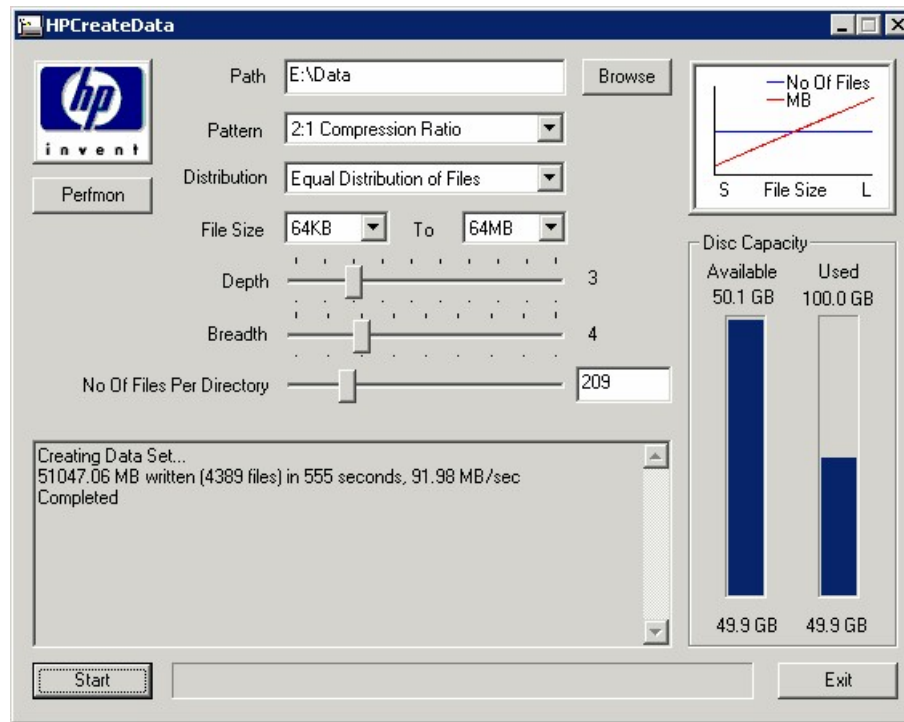 HPCreateData
hp
invent
Perfmon
Path E:\Data Browse
Pattern 2:1 Compression Ratio
Distribution Equal Distribution of Files
File Size 64KB To 64MB
Depth 3
Breadth 4
No Of Files Per Directory 209
No Of Files
MB
S File Size L
Disc Capacity
Available Used
50.1 GB 100.0 GB
49.9 GB 49.9 GB
Creating Data Set...
51047.06 MB written (4389 files) in 555 seconds, 91.98 MB/sec
Completed
Start Exit